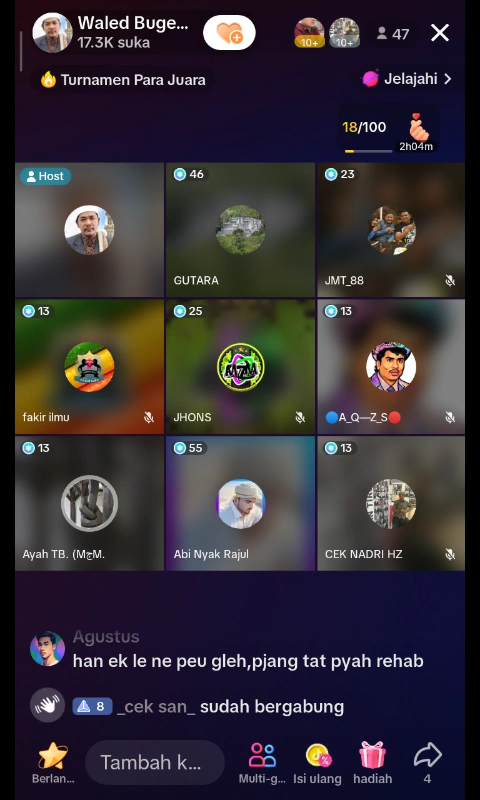 Waled Buge...
17.3K suka
10+
10+
47
Turnamen Para Juara
Jelajahi
18/100
2h04m
Host
46
GUTARA
23
JMT_88
13
fakir ilmu
25
JHONS
13
🔵A_Q—Z_S🔴
13
Ayah TB.
55
Abi Nyak Rajul
13
CEK NADRI HZ
Agustus
han ek le ne peu gleh,pjang tat pyah rehab
8 _cek san_ sudah bergabung
Berlan...
Tambah k...
Multi-g...
Isi ulang
hadiah
4